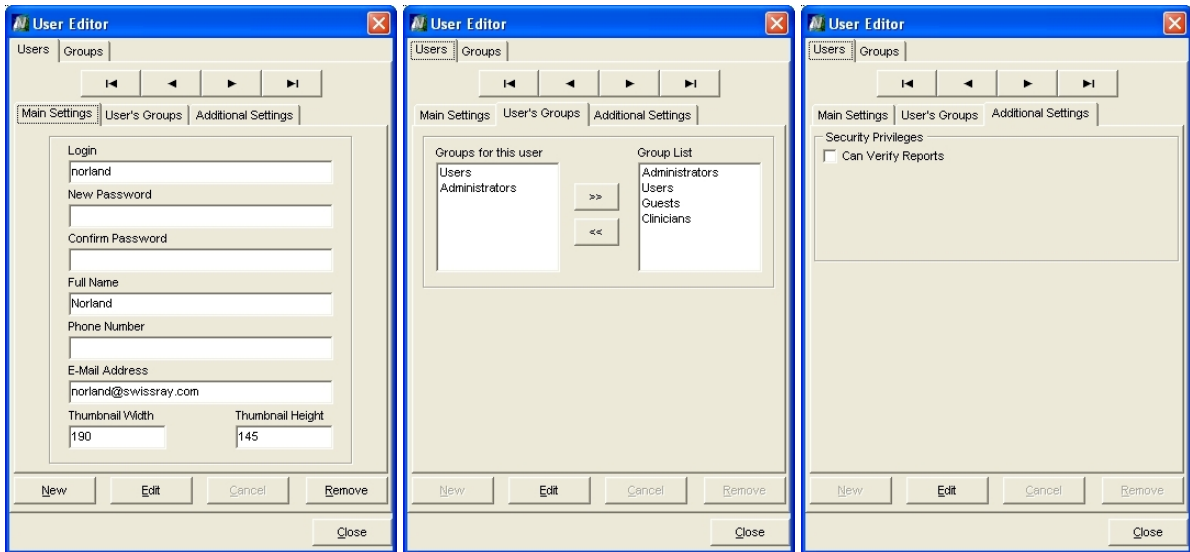 User Editor
Users Groups
Main Settings User's Groups Additional Settings
Login
norland
New Password
Confirm Password
Full Name
Norland
Phone Number
E-Mail Address
norland@swissray.com
Thumbnail Width Thumbnail Height
190 145
New Edit Cancel Remove
Close
User Editor
Users Groups
Main Settings User's Groups Additional Settings
Groups for this user Group List
Users Administrators
Administrators Users
>> Guests
Clinicians
<<
New Edit Cancel Remove
Close
User Editor
Users Groups
Main Settings User's Groups Additional Settings
Security Privileges
Can Verify Reports
New Edit Cancel Remove
Close